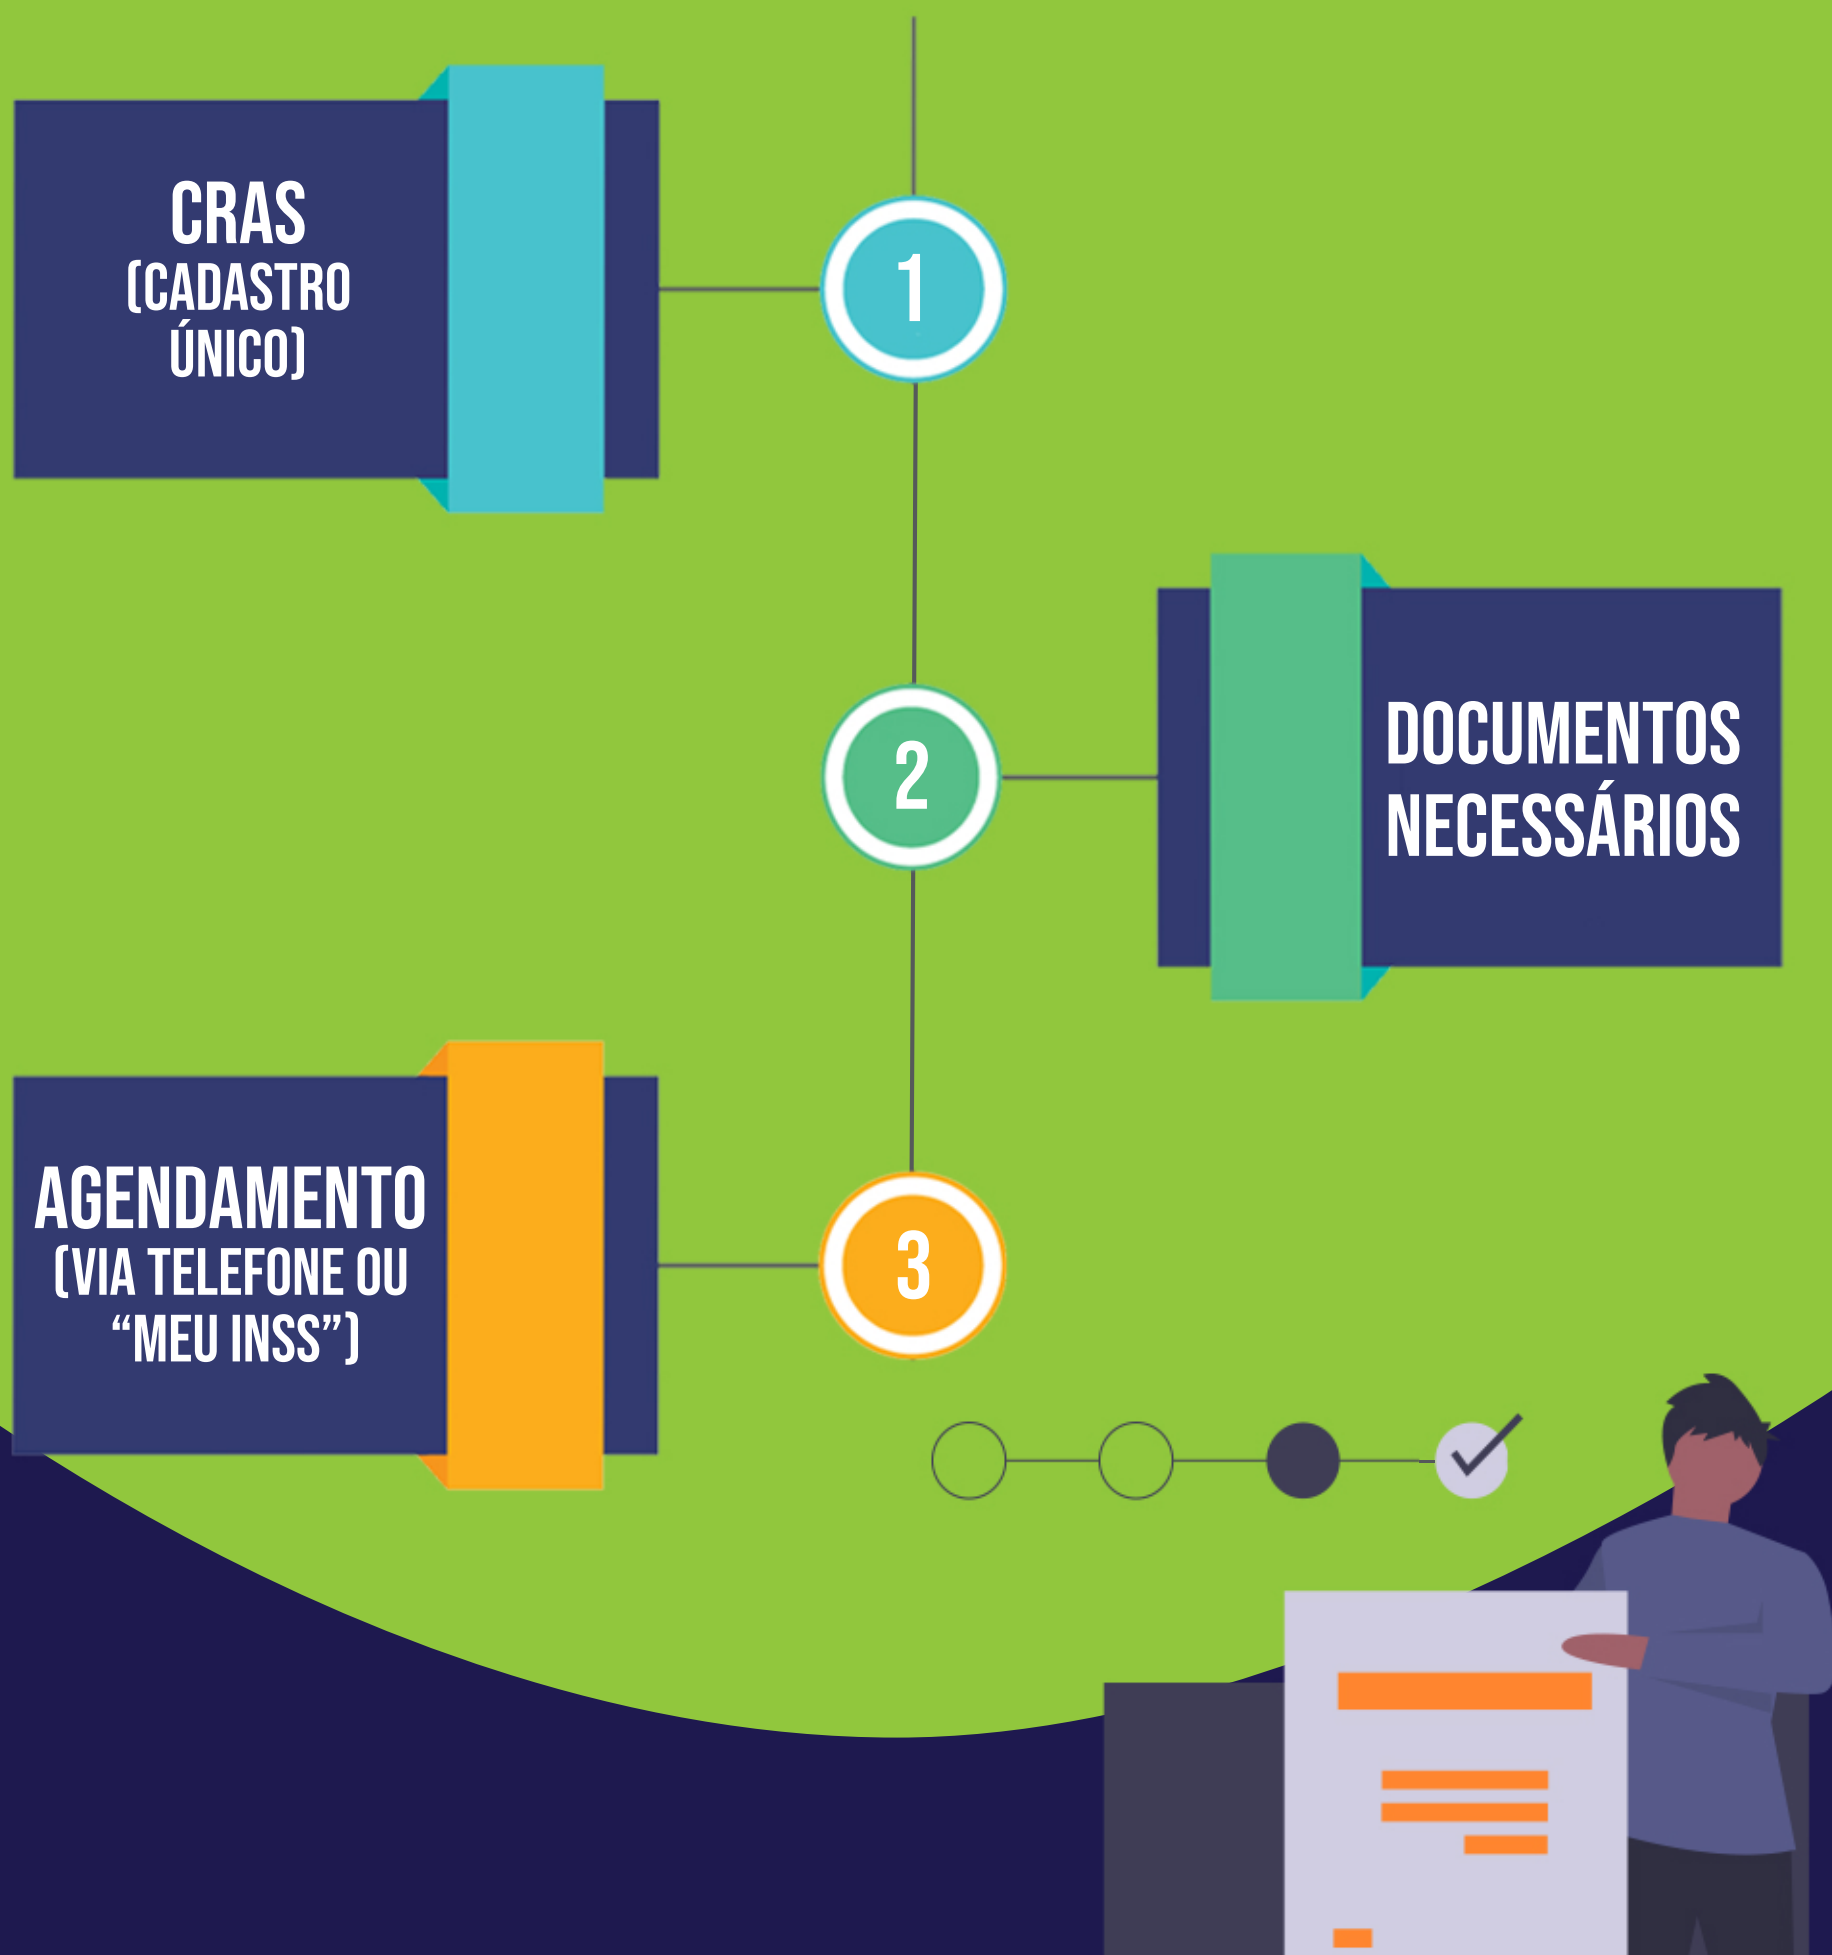 CRAS
(CADASTRO
ÚNICO)
1
2
DOCUMENTOS
NECESSÁRIOS
AGENDAMENTO
(VIA TELEFONE OU
“MEU INSS”)
3